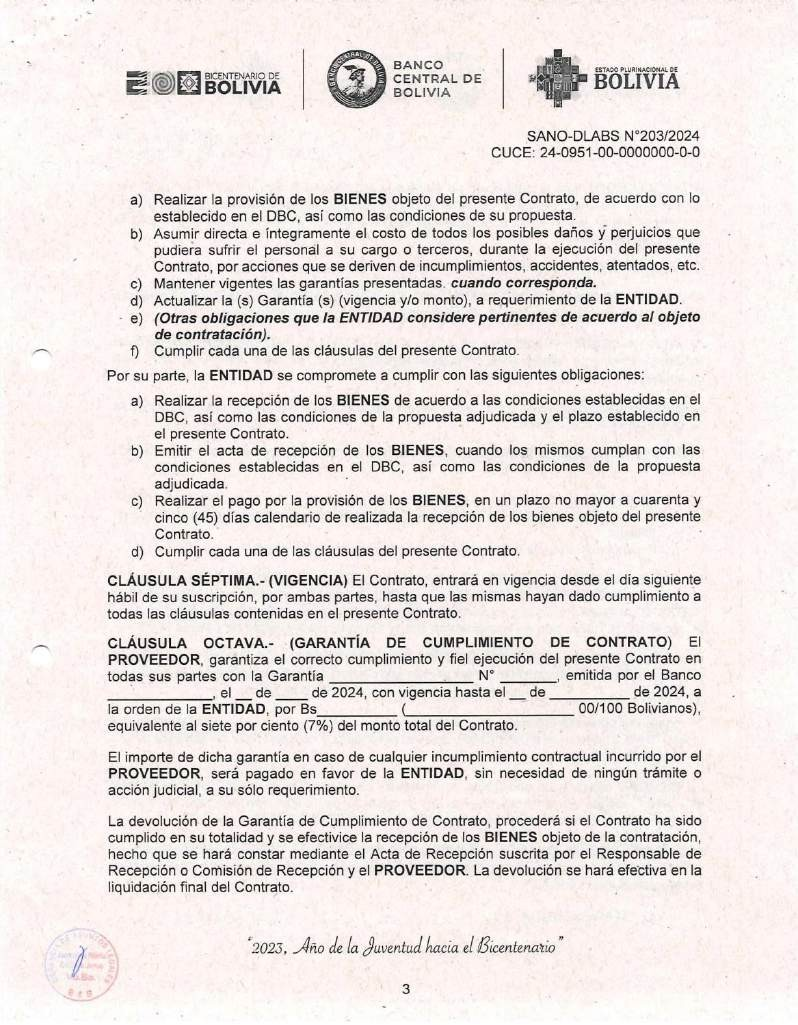 BICENTENARIO DE
BOLIVIA
BANCO
CENTRAL DE
BOLIVIA
ESTADO PLURINACIONAL DE
BOLIVIA
SANO-DLABS N°203/2024
CUCE: 24-0951-00-0000000-0-0
a) Realizar la provisión de los BIENES objeto del presente Contrato, de acuerdo con lo
establecido en el DBC, así como las condiciones de su propuesta.
b) Asumir directa e íntegramente el costo de todos los posibles daños y perjuicios que
pudiera sufrir el personal a su cargo o terceros, durante la ejecución del presente
Contrato, por acciones que se deriven de incumplimientos, accidentes, atentados, etc.
c) Mantener vigentes las garantías presentadas. cuando corresponda.
d) Actualizar la (s) Garantía (s) (vigencia y/o monto), a requerimiento de la ENTIDAD.
e) (Otras obligaciones que la ENTIDAD considere pertinentes de acuerdo al objeto
de contratación).
f) Cumplir cada una de las cláusulas del presente Contrato.
Por su parte, la ENTIDAD se compromete a cumplir con las siguientes obligaciones:
a) Realizar la recepción de los BIENES de acuerdo a las condiciones establecidas en el
DBC, así como las condiciones de la propuesta adjudicada y el plazo establecido en
el presente Contrato.
b) Emitir el acta de recepción de los BIENES, cuando los mismos cumplan con las
condiciones establecidas en el DBC, así como las condiciones de la propuesta
adjudicada.
c) Realizar el pago por la provisión de los BIENES, en un plazo no mayor a cuarenta y
cinco (45) días calendario de realizada la recepción de los bienes objeto del presente
Contrato.
d) Cumplir cada una de las cláusulas del presente Contrato.
CLÁUSULA SÉPTIMA.- (VIGENCIA) El Contrato, entrará en vigencia desde el día siguiente
hábil de su suscripción, por ambas partes, hasta que las mismas hayan dado cumplimiento a
todas las cláusulas contenidas en el presente Contrato.
CLÁUSULA OCTAVA.- (GARANTÍA DE CUMPLIMIENTO DE CONTRATO) El
PROVEEDOR, garantiza el correcto cumplimiento y fiel ejecución del presente Contrato en
todas sus partes con la Garantía ____________________ N° ________, emitida por el Banco
_______________, el __ de ____ de 2024, con vigencia hasta el __ de ___________ de 2024, a
la orden de la ENTIDAD, por Bs___________ (________________________ 00/100 Bolivianos),
equivalente al siete por ciento (7%) del monto total del Contrato.
El importe de dicha garantía en caso de cualquier incumplimiento contractual incurrido por el
PROVEEDOR, será pagado en favor de la ENTIDAD, sin necesidad de ningún trámite o
acción judicial, a su sólo requerimiento.
La devolución de la Garantía de Cumplimiento de Contrato, procederá si el Contrato ha sido
cumplido en su totalidad y se efectivice la recepción de los BIENES objeto de la contratación,
hecho que se hará constar mediante el Acta de Recepción suscrita por el Responsable de
Recepción o Comisión de Recepción y el PROVEEDOR. La devolución se hará efectiva en la
liquidación final del Contrato.
"2023, Año de la Juventud hacia el Bicentenario"
3